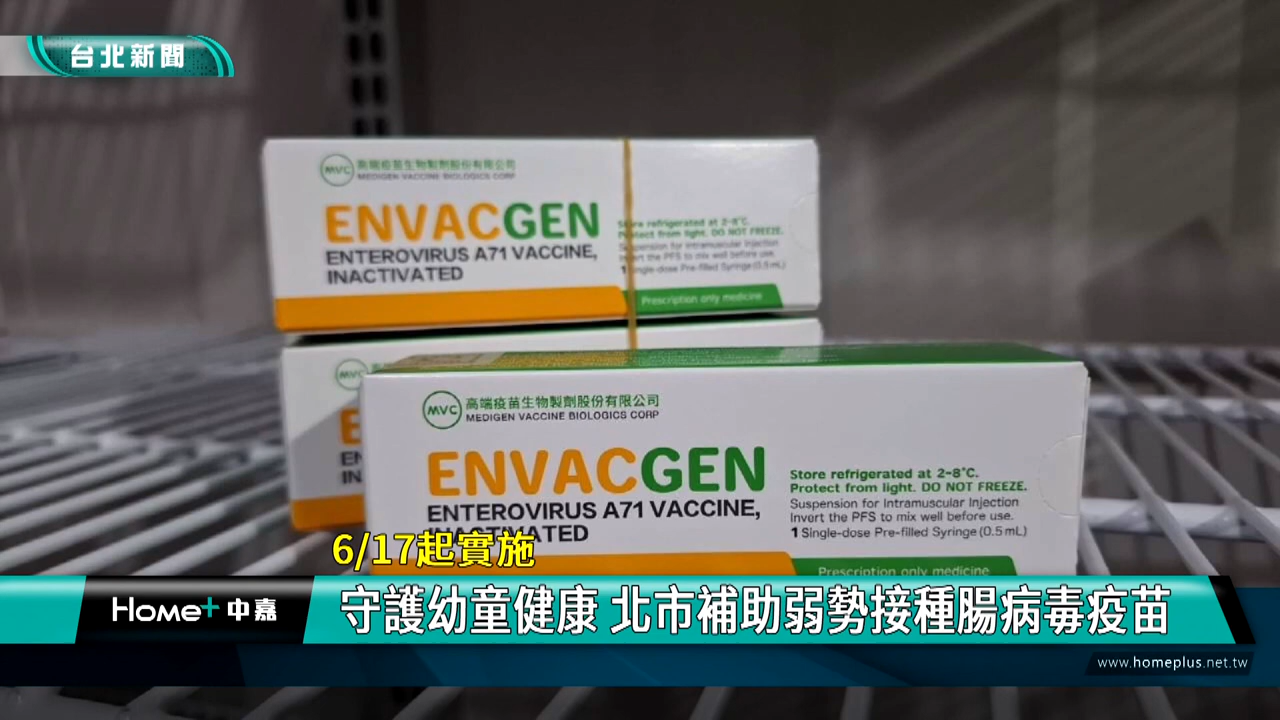 台北新聞
MVC 高端疫苗生物製劑股份有限公司
MEDIGEN VACCINE BIOLOGICS CORP
ENVACGEN
ENTEROVIRUS A71 VACCINE,
INACTIVATED
Store refrigerated at 2-8°C.
Protect from light. DO NOT FREEZE.
Suspension for Intramuscular Injection
Invert the PFS to mix well before use.
1 Single-dose Pre-filled Syringe (0.5 mL)
Prescription only medicine
MVC
E
EN
IN
MVC 高端疫苗生物製劑股份有限公司
MEDIGEN VACCINE BIOLOGICS CORP
ENVACGEN
ENTEROVIRUS A71 VACCINE,
INACTIVATED
Store refrigerated at 2-8°C.
Protect from light. DO NOT FREEZE.
Suspension for Intramuscular Injection
Invert the PFS to mix well before use.
1 Single-dose Pre-filled Syringe (0.5 mL)
Prescription only medicine
6/17起實施
Home+ 中嘉
守護幼童健康 北市補助弱勢接種腸病毒疫苗
www.homeplus.net.tw